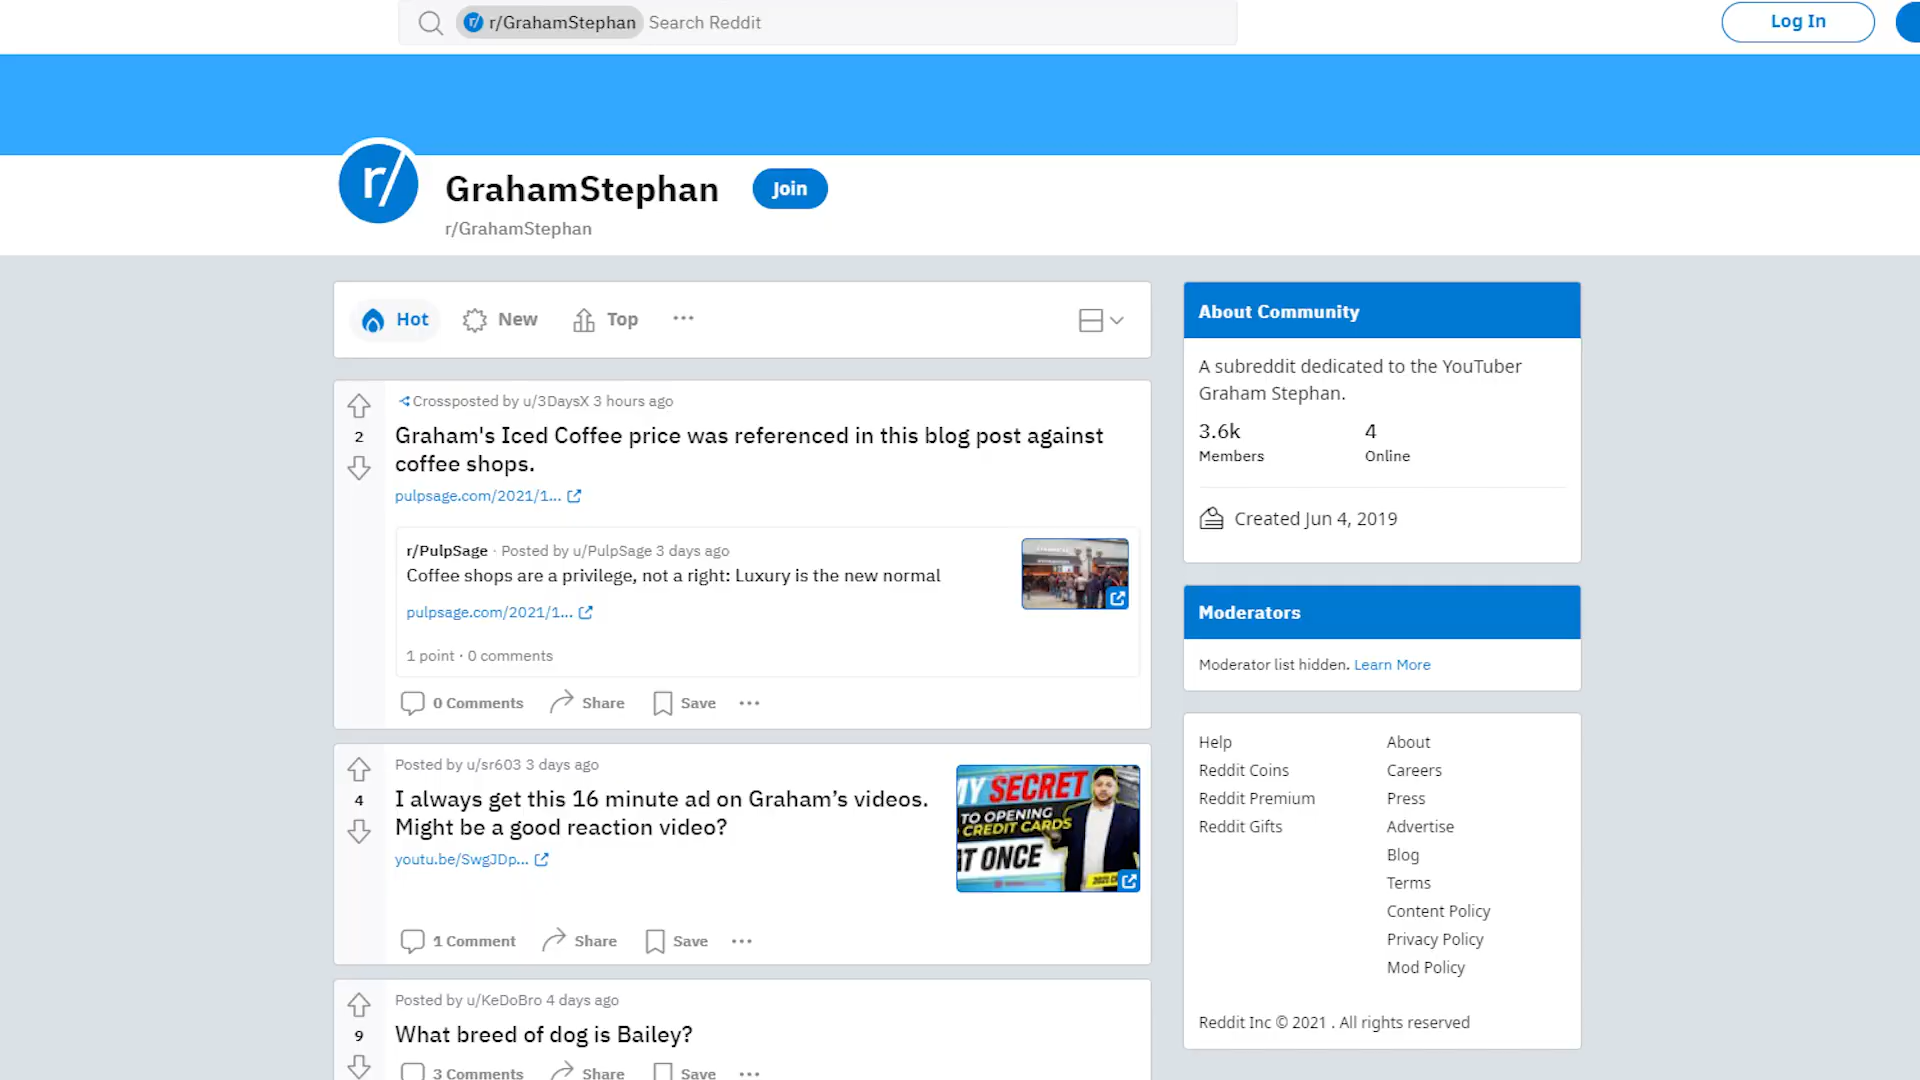 r/GrahamStephan Search Reddit
Log In
r/
GrahamStephan
Join
r/GrahamStephan
Hot
New
Top
Crossposted by u/3DaysX 3 hours ago
2
Graham's Iced Coffee price was referenced in this blog post against
coffee shops.
pulpsage.com/2021/1...
r/PulpSage · Posted by u/PulpSage 3 days ago
Coffee shops are a privilege, not a right: Luxury is the new normal
pulpsage.com/2021/1...
1 point · 0 comments
0 Comments
Share
Save
Posted by u/sr603 3 days ago
4
I always get this 16 minute ad on Graham’s videos.
Might be a good reaction video?
youtu.be/SwgJDp...
MY SECRET
TO OPENING
CREDIT CARDS
AT ONCE
1 Comment
Share
Save
Posted by u/KeDoBro 4 days ago
9
What breed of dog is Bailey?
3 Comments
Share
Save
About Community
A subreddit dedicated to the YouTuber
Graham Stephan.
3.6k
Members
4
Online
Created Jun 4, 2019
Moderators
Moderator list hidden. Learn More
Help
Reddit Coins
Reddit Premium
Reddit Gifts
About
Careers
Press
Advertise
Blog
Terms
Content Policy
Privacy Policy
Mod Policy
Reddit Inc © 2021 . All rights reserved